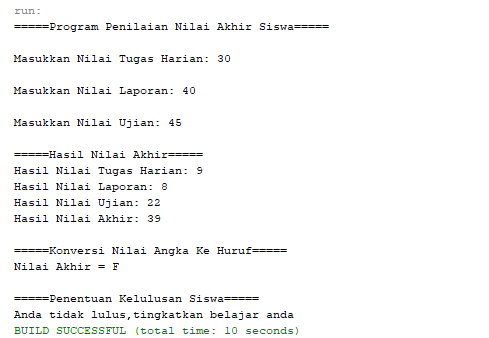 run:
=====Program Penilaian Nilai Akhir Siswa=====
Masukkan Nilai Tugas Harian: 30
Masukkan Nilai Laporan: 40
Masukkan Nilai Ujian: 45
=====Hasil Nilai Akhir=====
Hasil Nilai Tugas Harian: 9
Hasil Nilai Laporan: 8
Hasil Nilai Ujian: 22
Hasil Nilai Akhir: 39
=====Konversi Nilai Angka Ke Huruf=====
Nilai Akhir = F
=====Penentuan Kelulusan Siswa=====
Anda tidak lulus,tingkatkan belajar anda
BUILD SUCCESSFUL (total time: 10 seconds)